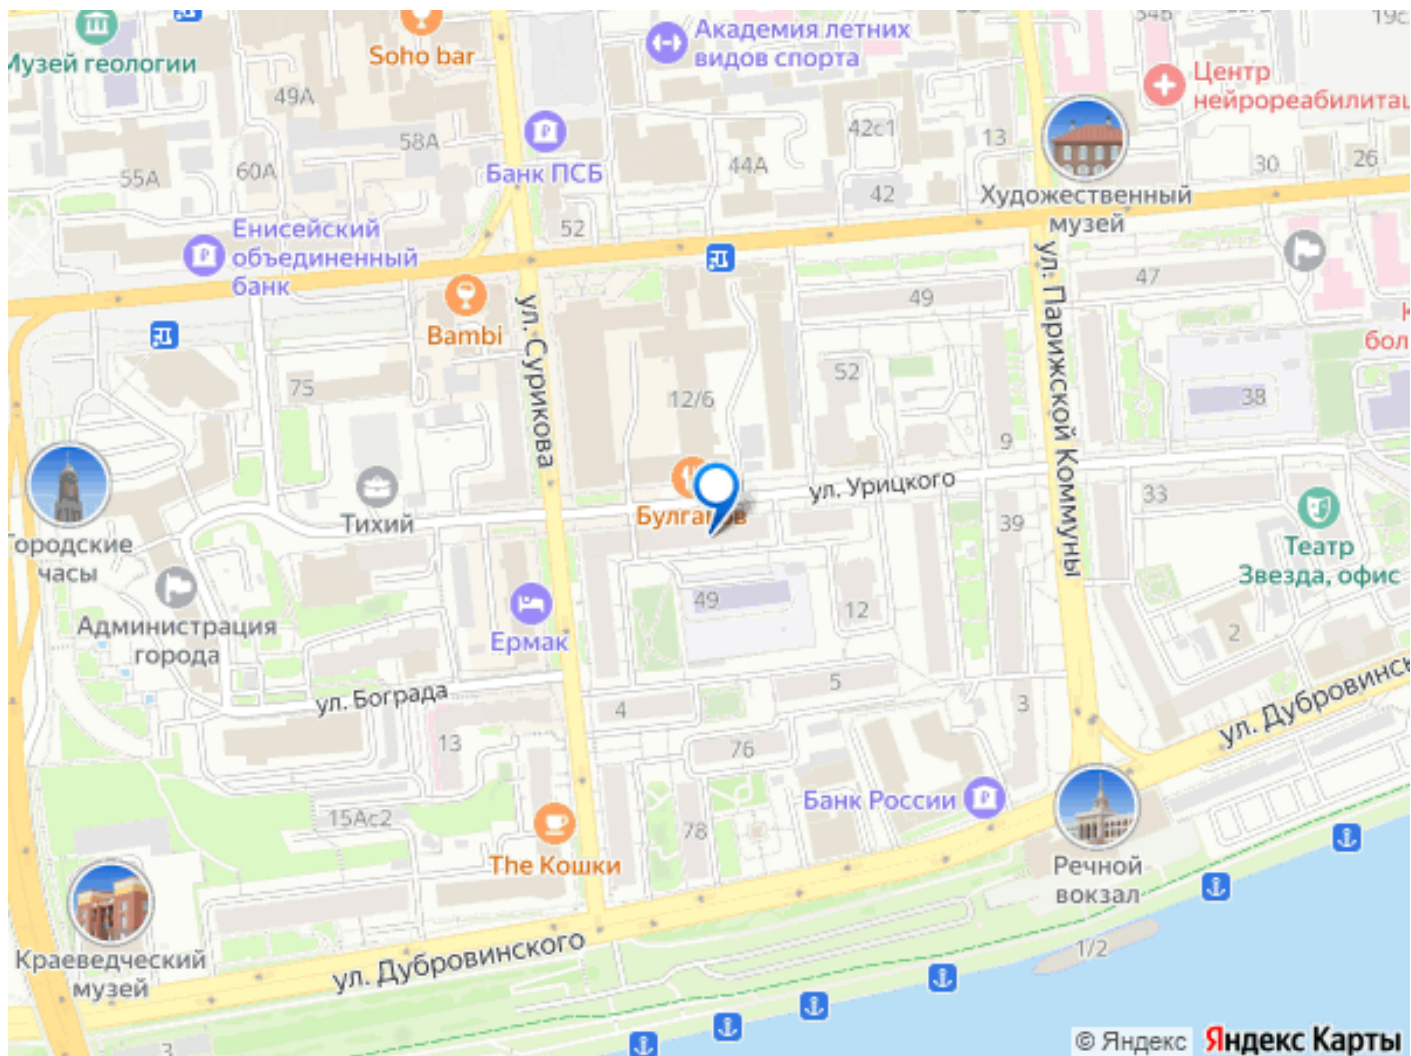 Музей геологии
Soho bar
Академия летних
видов спорта
Центр
49А
58А
42с1
13
Банк ПСБ
44А
30
26
55А
60А
42
Художественный
музей
52
Енисейский
объединенный
банк
47
49
Bambi
ул. Сурикова
ул. Парижской Коммуны
75
52
12/6
38
9
ул. Урицкого
33
Булгаков
Тихий
39
Театр
Звезда, офис
Городские
часы
49
12
Ермак
Администрация
города
2
ул. Бограда
5
4
3
13
76
ул. Дубровинс
Банк России
15Ас2
78
The Кошки
Речной
вокзал
1/2
Краеведческий
музей
ул. Дубровинского
3
© Яндекс
Яндекс Карты